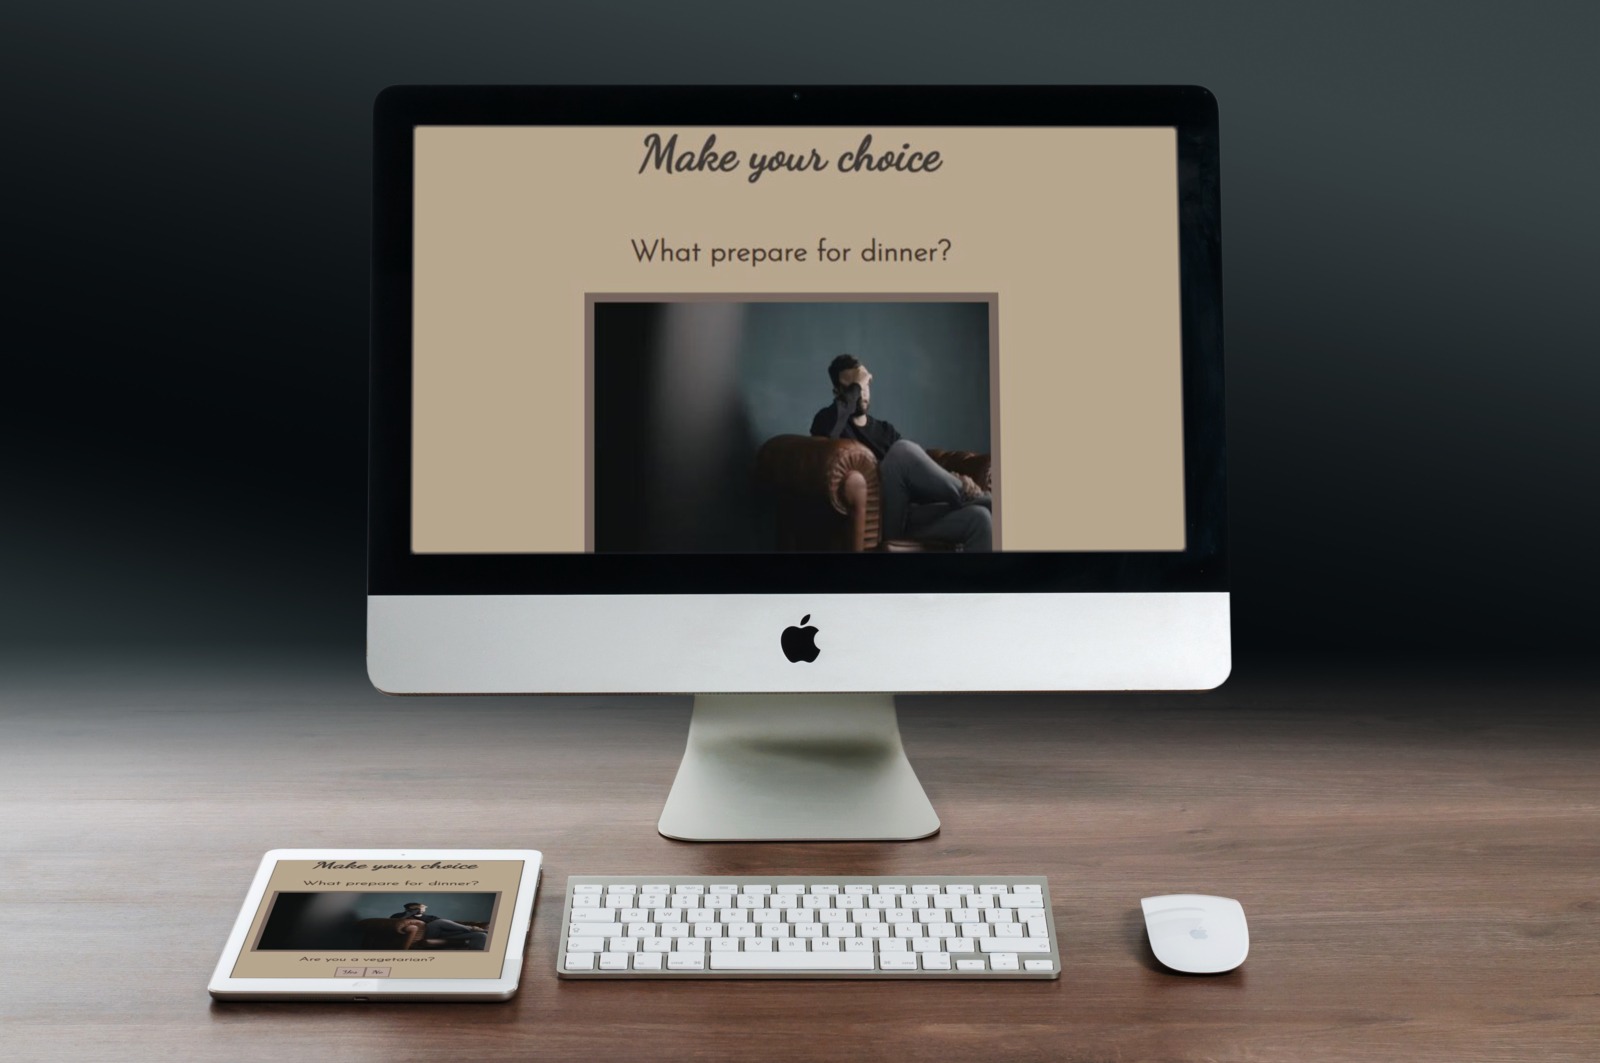 Make your choice
What prepare for dinner?
Make your choice
What prepare for dinner?
Are you a vegetarian?
Yes No
Q W E R T Y U I O P
A S D F G H J K L
Z X C V B N M